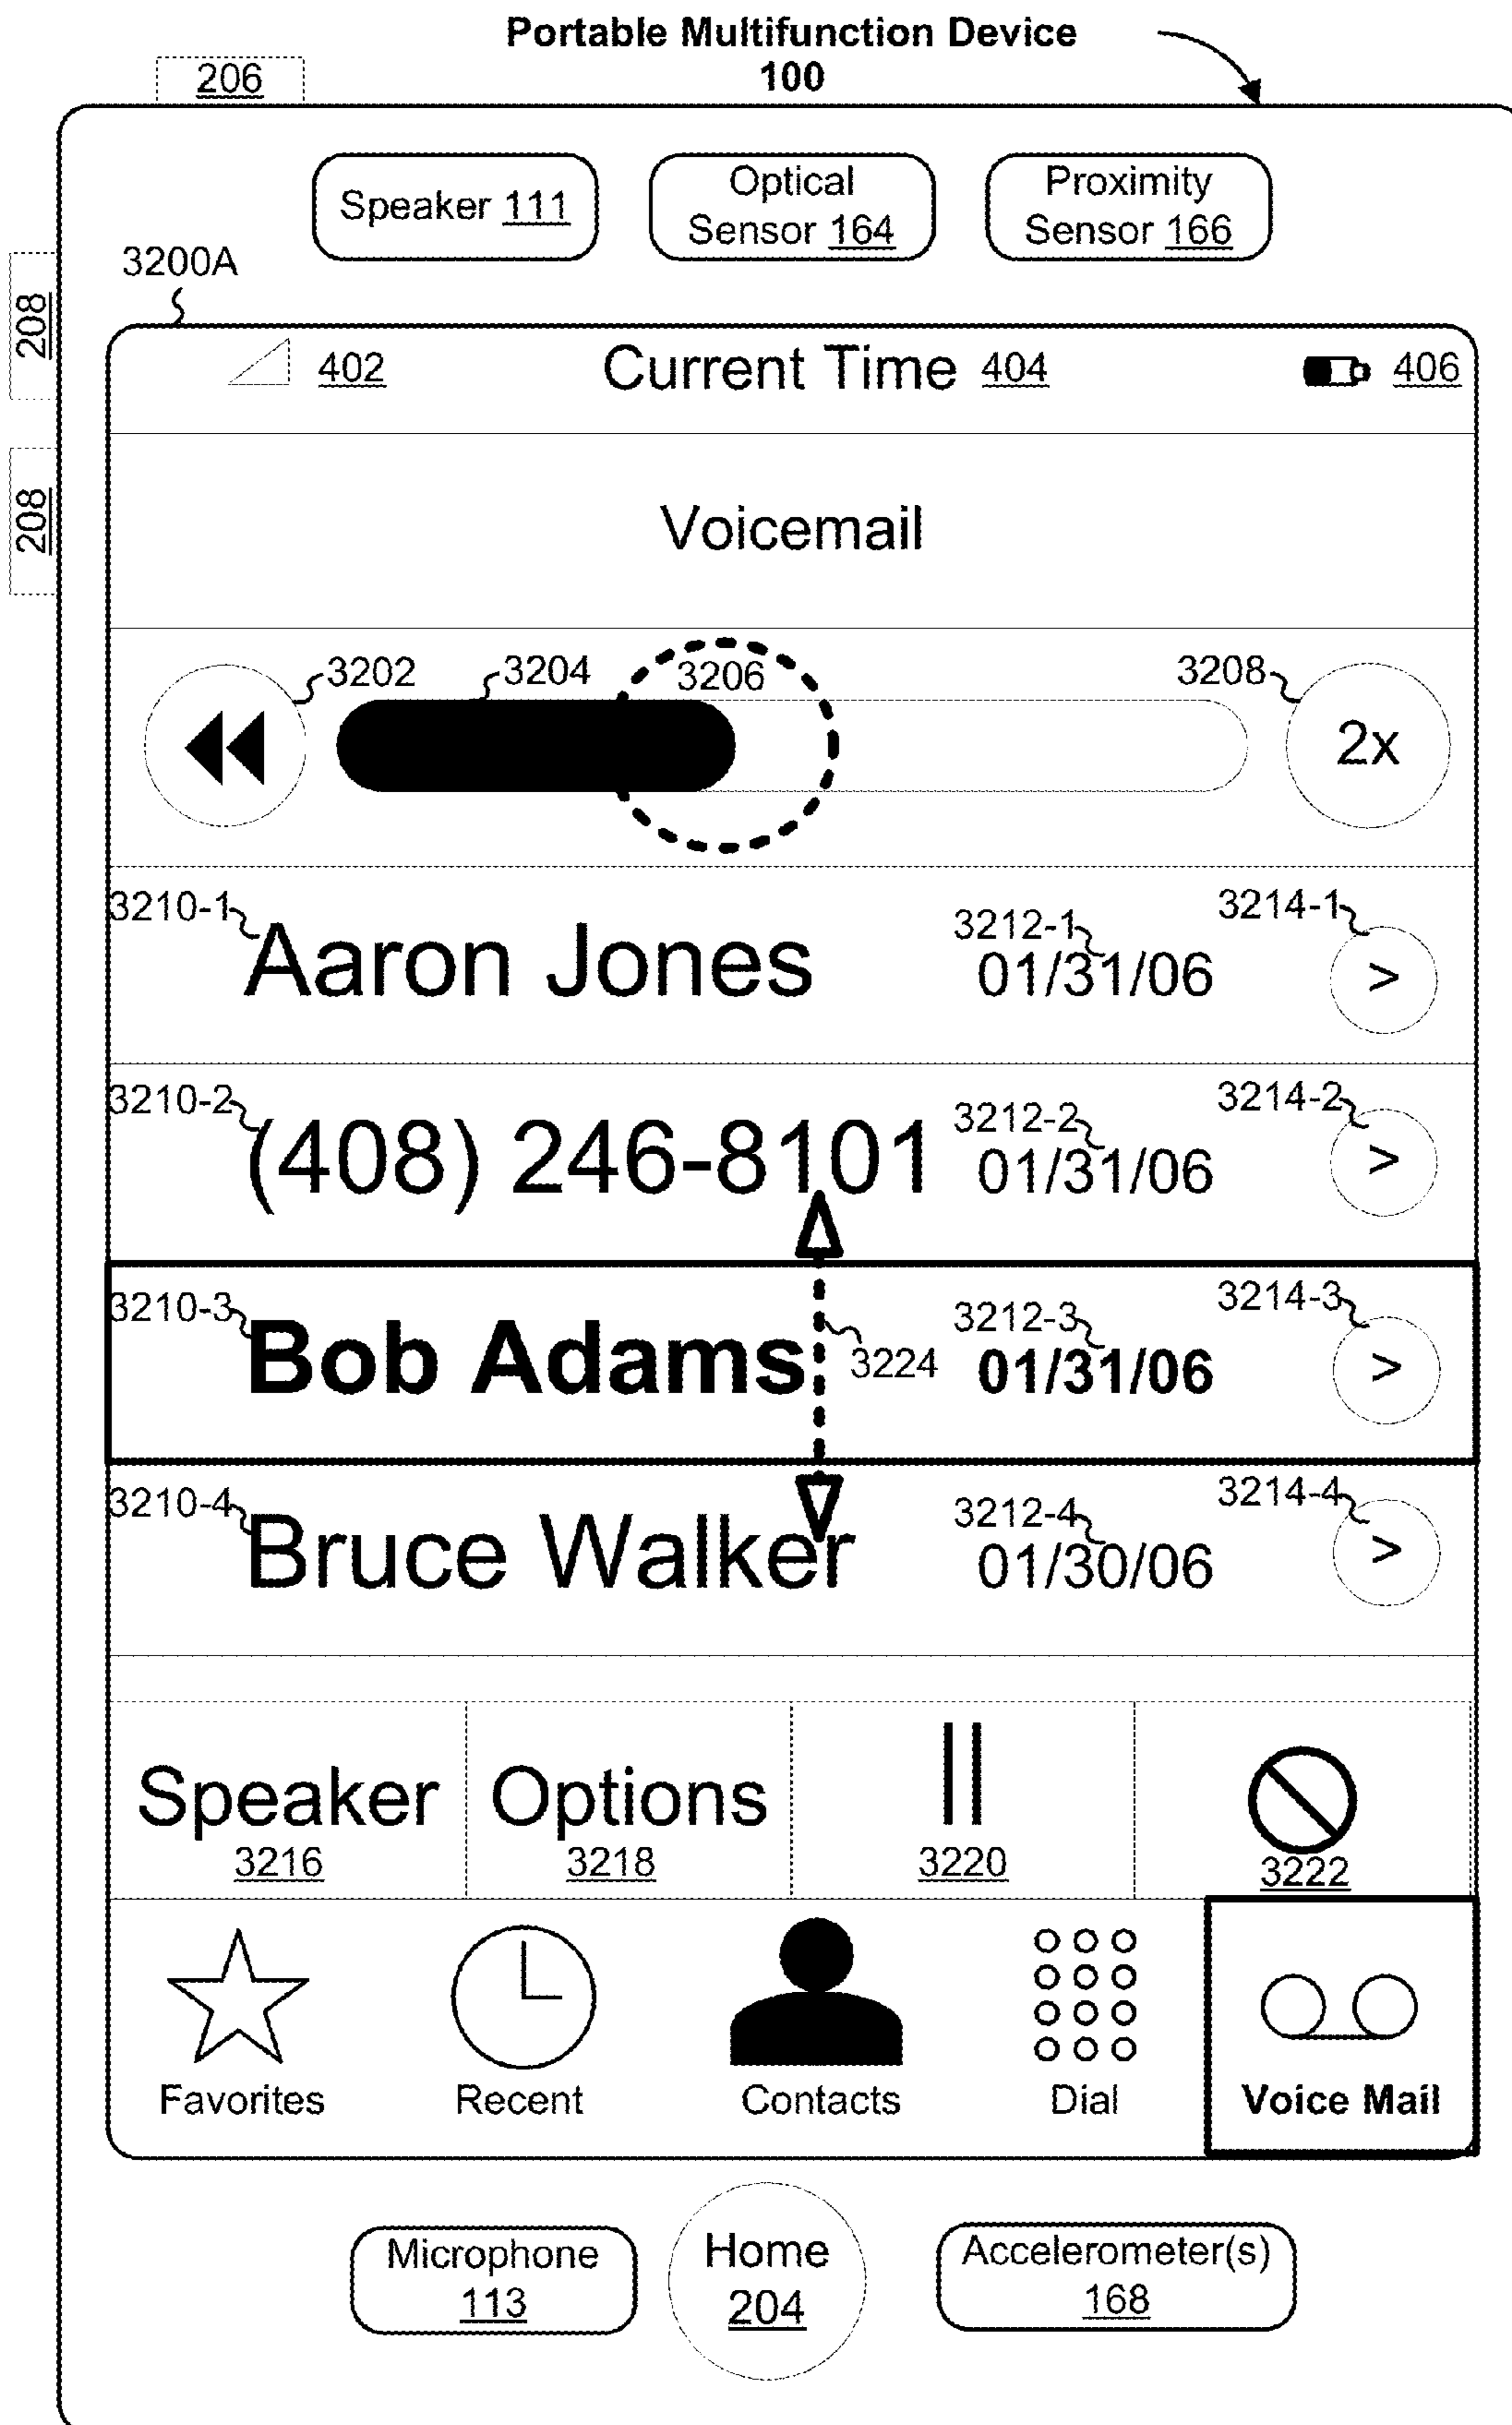 Portable Multifunction Device
100
206
Speaker 111
Optical
Sensor 164
Proximity
Sensor 166
3200A
208
208
402
Current Time 404
406
Voicemail
3202
3204
3206
3208
2x
3210-1
Aaron Jones
3212-1
01/31/06
3214-1
>
3210-2
(408) 246-8101
3212-2
01/31/06
3214-2
>
3210-3
Bob Adams
3224
3212-3
01/31/06
3214-3
>
3210-4
Bruce Walker
3212-4
01/30/06
3214-4
>
Speaker
3216
Options
3218
3220
3222
Favorites
Recent
Contacts
Dial
Voice Mail
Microphone
113
Home
204
Accelerometer(s)
168